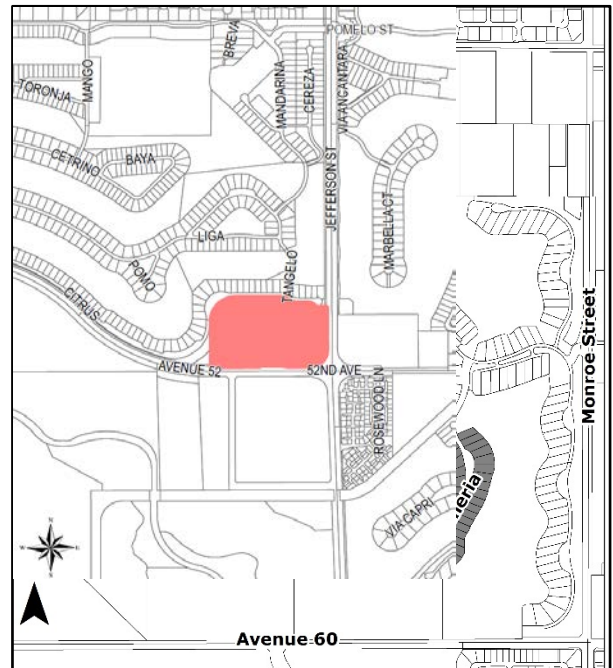 POMELO ST
BREVA
MANGO
TORONJA
MANDARINA
CEREZA
VIA ANCANTARA
CETRINO
BAYA
JEFFERSON ST
MARBELLA CT
LIGA
POMO
TANGELO
CITRUS
AVENUE 52
52ND AVE
ROSEWOOD LN
Monroe Street
neria
VIA CAPRI
N
W
E
S
Avenue 60